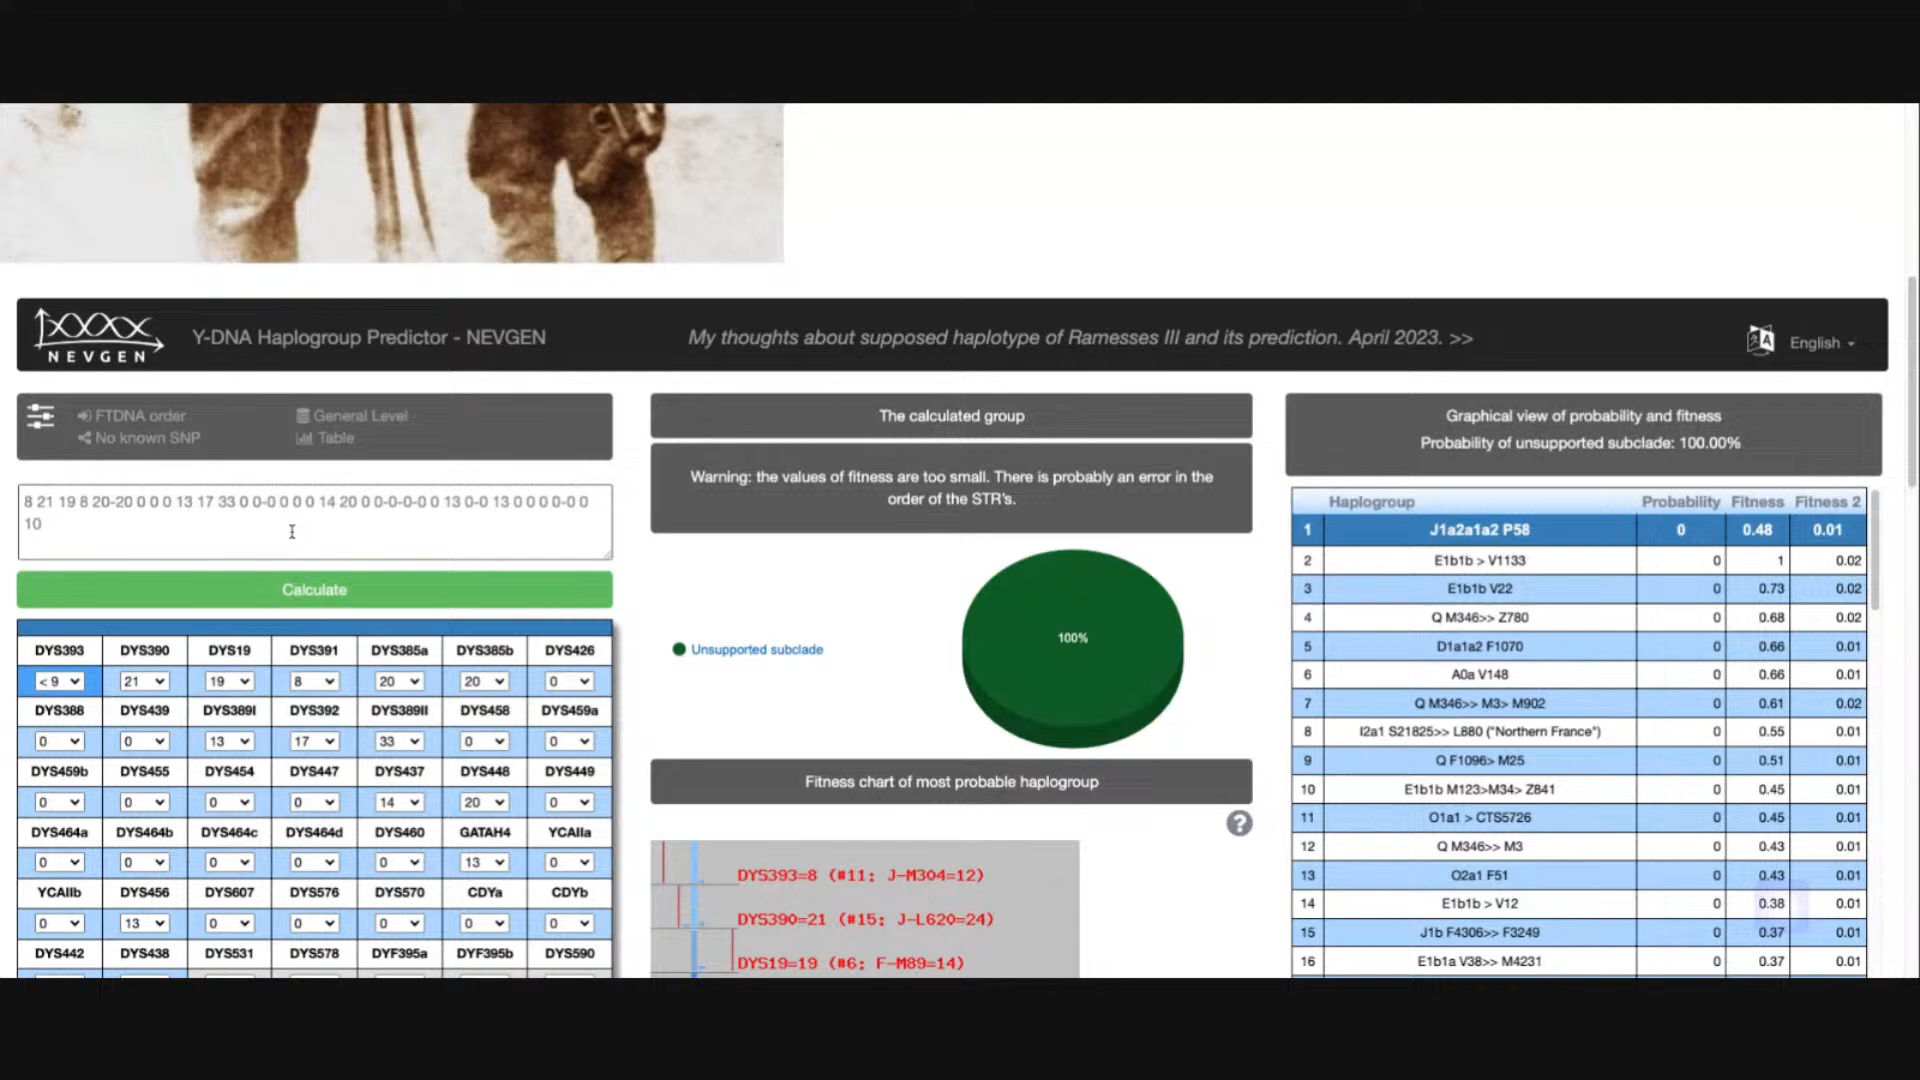 NEVGEN
Y-DNA Haplogroup Predictor - NEVGEN
My thoughts about supposed haplotype of Ramesses III and its prediction. April 2023. >>
English
FTDNA order
General Level
No known SNP
Table
8 21 19 8 20-20 0 0 0 13 17 33 0 0-0 0 0 0 14 20 0 0-0-0-0 0 13 0-0 13 0 0 0 0-0 0
10
Calculate
DYS393 DYS390 DYS19 DYS391 DYS385a DYS385b DYS426
< 9 21 19 8 20 20 0
DYS388 DYS439 DYS389I DYS392 DYS389II DYS458 DYS459a
0 0 13 17 33 0 0
DYS459b DYS455 DYS454 DYS447 DYS437 DYS448 DYS449
0 0 0 0 14 20 0
DYS464a DYS464b DYS464c DYS464d DYS460 GATAH4 YCAIIa
0 0 0 0 0 13 0
YCAIIb DYS456 DYS607 DYS576 DYS570 CDYa CDYb
0 13 0 0 0 0 0
DYS442 DYS438 DYS531 DYS578 DYF395a DYF395b DYS590
The calculated group
Warning: the values of fitness are too small. There is probably an error in the
order of the STR's.
Unsupported subclade
100%
Fitness chart of most probable haplogroup
?
DYS393=8 (#11; J-M304=12)
DYS390=21 (#15; J-L620=24)
DYS19=19 (#6; F-M89=14)
Graphical view of probability and fitness
Probability of unsupported subclade: 100.00%
Haplogroup Probability Fitness Fitness 2
1 J1a2a1a2 P58 0 0.48 0.01
2 E1b1b > V1133 0 1 0.02
3 E1b1b V22 0 0.73 0.02
4 Q M346>> Z780 0 0.68 0.02
5 D1a1a2 F1070 0 0.66 0.01
6 A0a V148 0 0.66 0.01
7 Q M346>> M3> M902 0 0.61 0.02
8 I2a1 S21825>> L880 ("Northern France") 0 0.55 0.01
9 Q F1096> M25 0 0.51 0.01
10 E1b1b M123>M34> Z841 0 0.45 0.01
11 O1a1 > CTS5726 0 0.45 0.01
12 Q M346>> M3 0 0.43 0.01
13 O2a1 F51 0 0.43 0.01
14 E1b1b > V12 0 0.38 0.01
15 J1b F4306>> F3249 0 0.37 0.01
16 E1b1a V38>> M4231 0 0.37 0.01